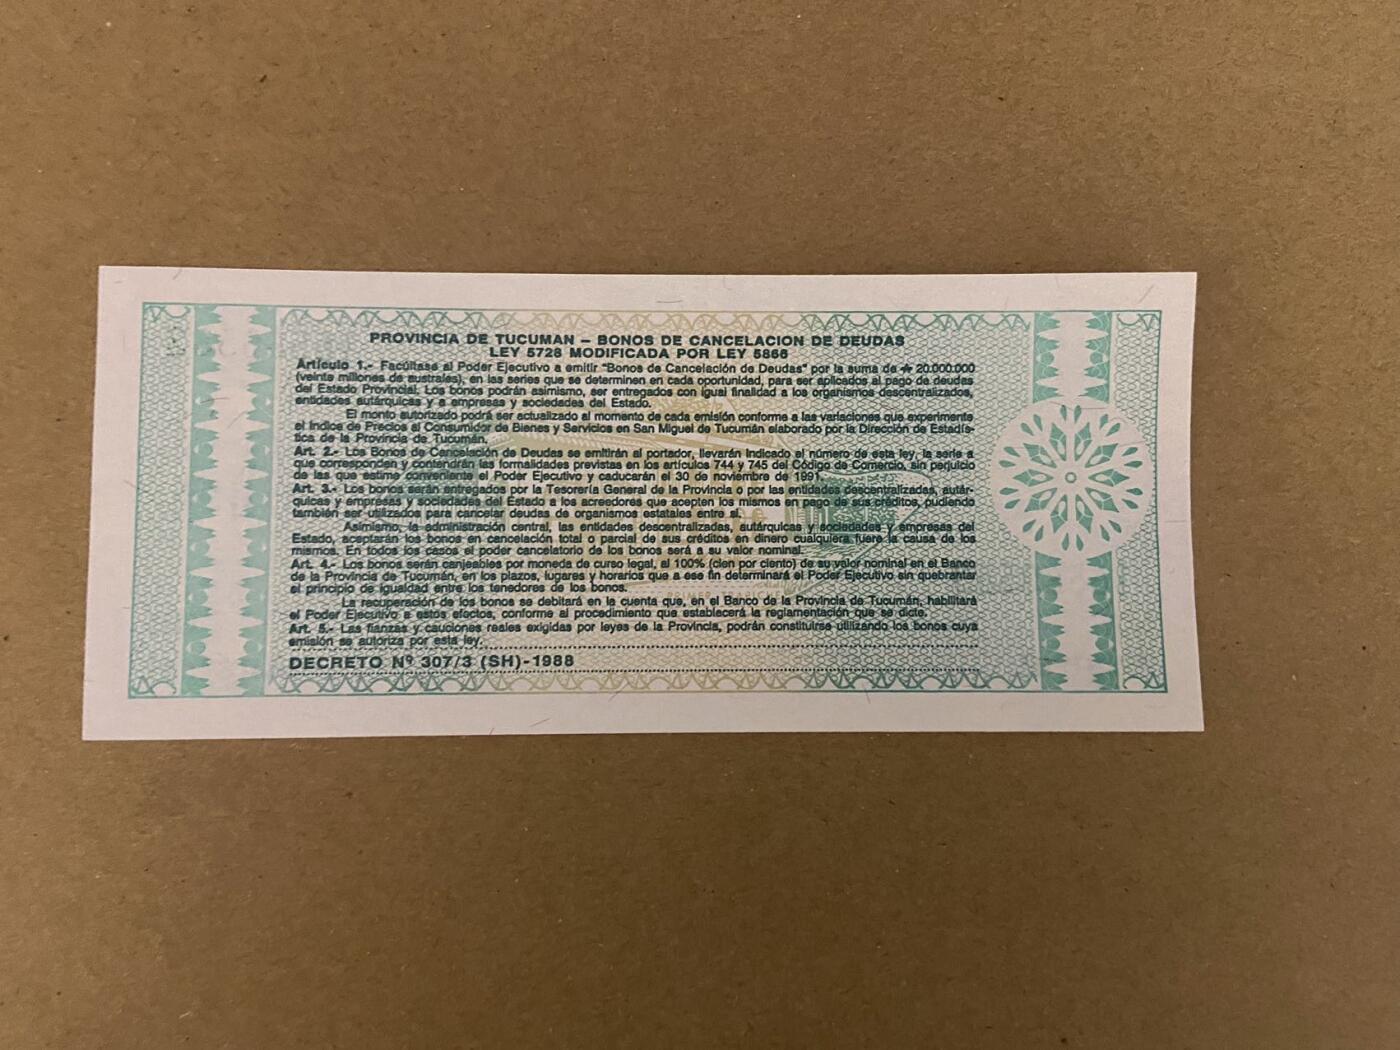 PROVINCIA DE TUCUMAN – BONOS DE CANCELACION DE DEUDAS
LEY 5728 MODIFICADA POR LEY 5866
Artículo 1.- Facúltase al Poder Ejecutivo a emitir "Bonos de Cancelación de Deudas" por la suma de ₳ 20.000.000
(veinte millones de australes), en las series que se determinen en cada oportunidad, para ser aplicados al pago de deudas
del Estado Provincial. Los bonos podrán asimismo, ser entregados con igual finalidad a los organismos descentralizados,
entidades autárquicas y a empresas y sociedades del Estado.
El monto autorizado podrá ser actualizado al momento de cada emisión conforme a las variaciones que experimente
el Indice de Precios al Consumidor de Bienes y Servicios en San Miguel de Tucumán elaborado por la Dirección de Estadís-
tica de la Provincia de Tucumán.
Art. 2.- Los Bonos de Cancelación de Deudas se emitirán al portador, llevarán indicado el número de esta ley, la serie a
que corresponden y contendrán las formalidades previstas en los artículos 744 y 745 del Código de Comercio, sin perjuicio
de las que estime conveniente el Poder Ejecutivo y caducarán el 30 de noviembre de 1991.
Art. 3.- Los bonos serán entregados por la Tesorería General de la Provincia o por las entidades descentralizadas, autár-
quicas y empresas y sociedades del Estado a los acreedores que acepten los mismos en pago de sus créditos, pudiendo
también ser utilizados para cancelar deudas de organismos estatales entre sí.
Asimismo, la administración central, las entidades descentralizadas, autárquicas y sociedades y empresas del
Estado, aceptarán los bonos en cancelación total o parcial de sus créditos en dinero cualquiera fuere la causa de los
mismos. En todos los casos el poder cancelatorio de los bonos será a su valor nominal.
Art. 4.- Los bonos serán canjeables por moneda de curso legal, al 100% (cien por ciento) de su valor nominal en el Banco
de la Provincia de Tucumán, en los plazos, lugares y horarios que a ese fin determinará el Poder Ejecutivo sin quebrantar
el principio de igualdad entre los tenedores de los bonos.
La recuperación de los bonos se debitará en la cuenta que, en el Banco de la Provincia de Tucumán, habilitará
el Poder Ejecutivo a estos efectos, conforme al procedimiento que establecerá la reglamentación que se dicte.
Art. 5.- Las fianzas y cauciones reales exigidas por leyes de la Provincia, podrán constituirse utilizando los bonos cuya
emisión se autoriza por esta ley.
DECRETO Nº 307/3 (SH)-1988